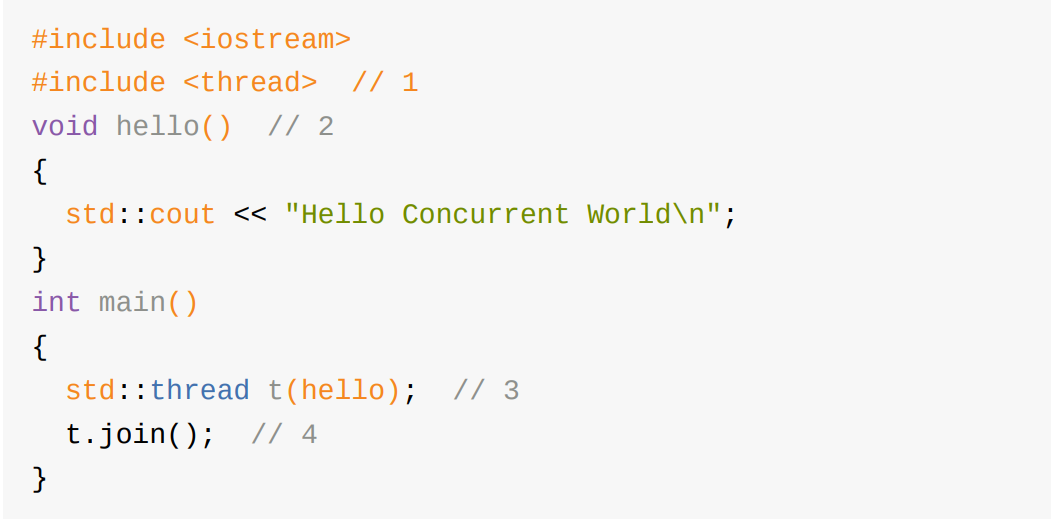 #include <iostream>
#include <thread>  // 1
void hello()  // 2
{
  std::cout << "Hello Concurrent World\n";
}
int main()
{
  std::thread t(hello);  // 3
  t.join();  // 4
}